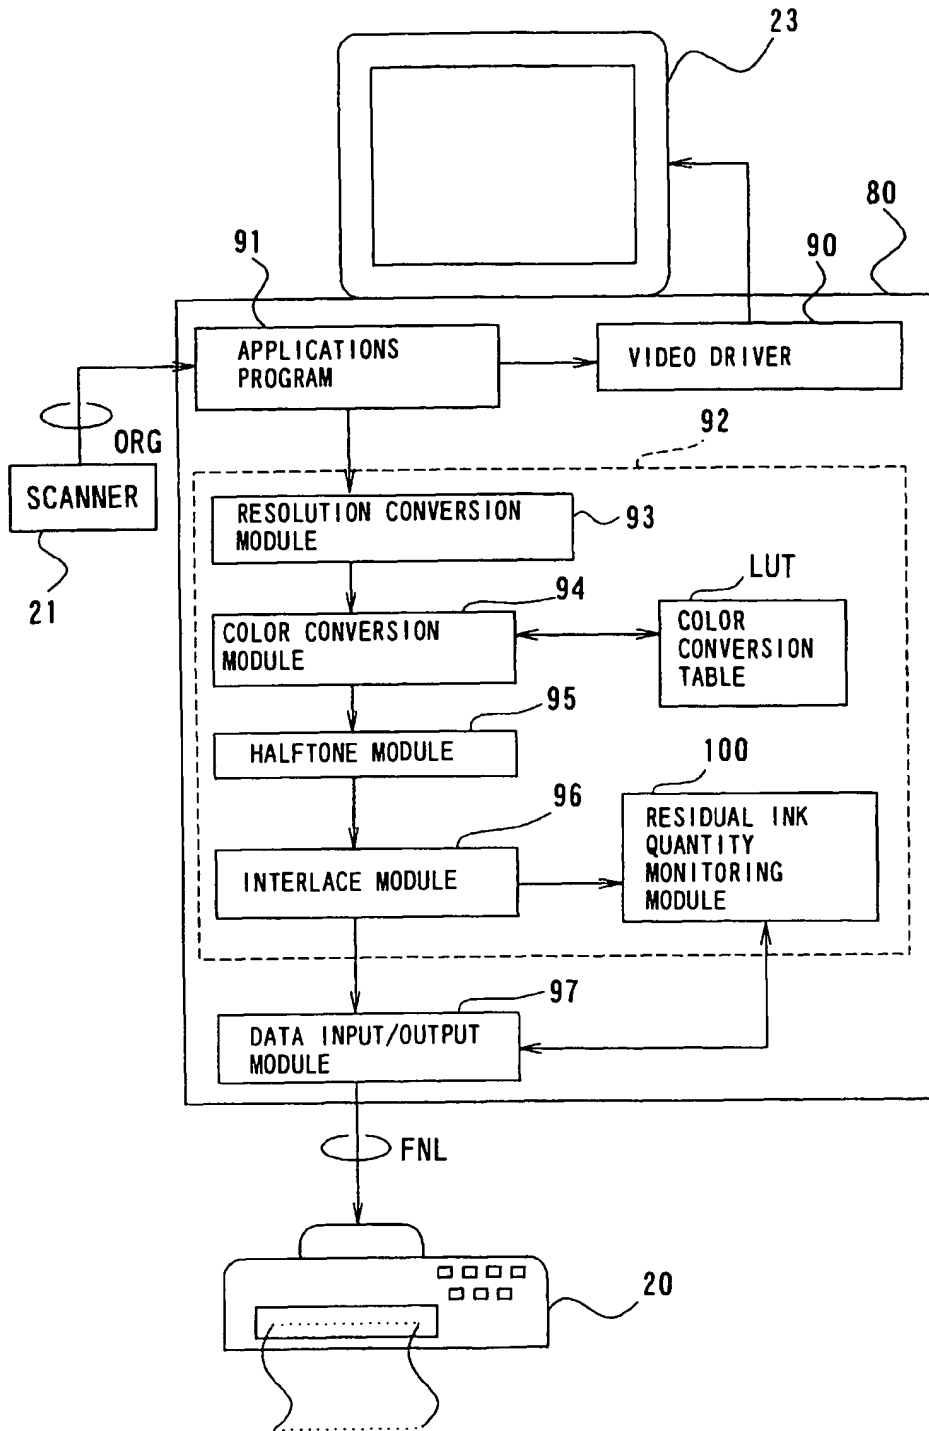 23
80
91
90
APPLICATIONS
PROGRAM
VIDEO DRIVER
ORG
92
SCANNER
21
RESOLUTION CONVERSION
MODULE
93
94
LUT
COLOR CONVERSION
MODULE
COLOR
CONVERSION
TABLE
95
HALFTONE MODULE
100
96
RESIDUAL INK
QUANTITY
MONITORING
MODULE
INTERLACE MODULE
97
DATA INPUT/OUTPUT
MODULE
FNL
20